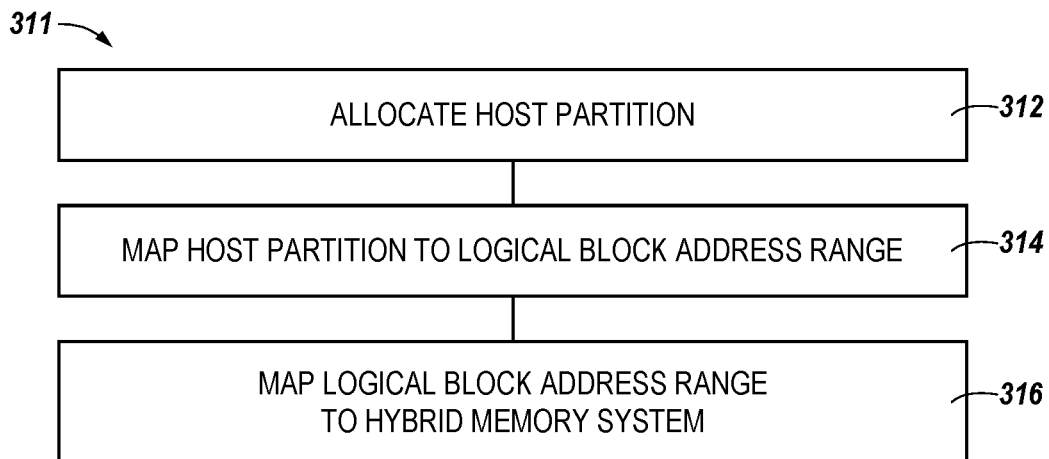 311
ALLOCATE HOST PARTITION
312
MAP HOST PARTITION TO LOGICAL BLOCK ADDRESS RANGE
314
MAP LOGICAL BLOCK ADDRESS RANGE
TO HYBRID MEMORY SYSTEM
316